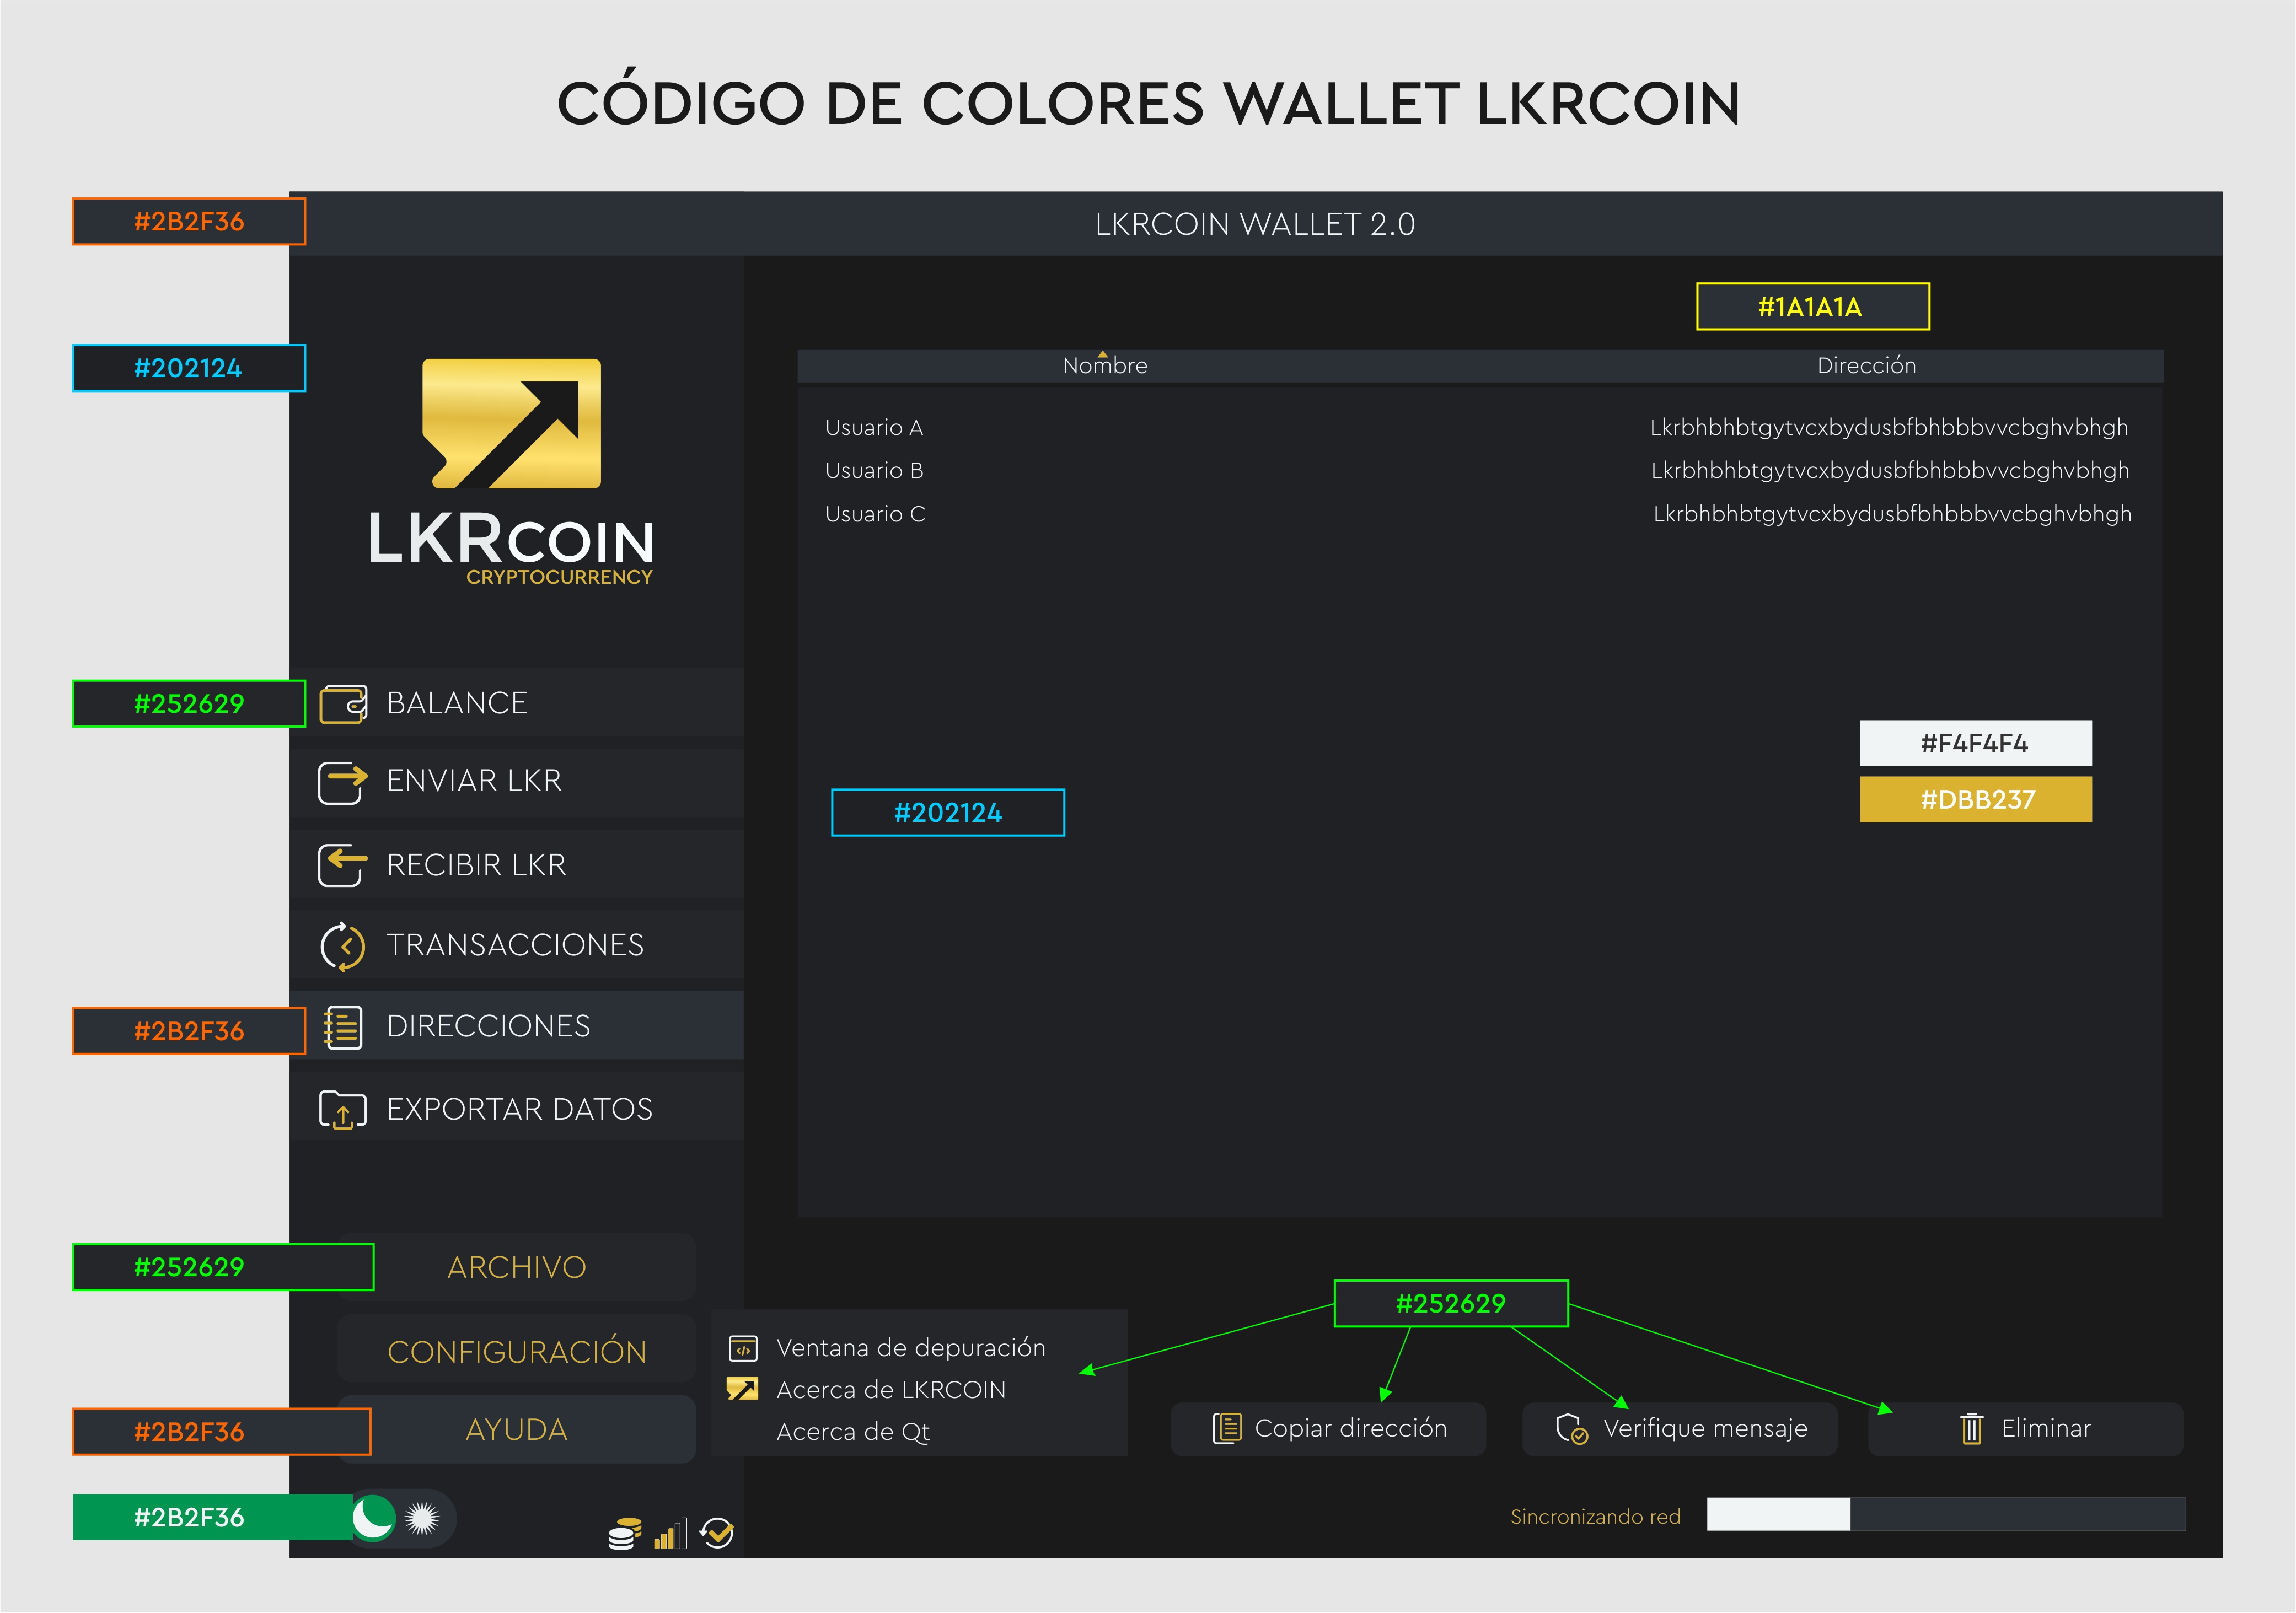 CÓDIGO DE COLORES WALLET LKRCOIN
#2B2F36
LKRCOIN WALLET 2.0
#1A1A1A
#202124
Nombre
Dirección
Usuario A
Lkrbhbhbtgytvcxbydusbfbhbbbvvcbghvbhgh
Usuario B
Lkrbhbhbtgytvcxbydusbfbhbbbvvcbghvbhgh
Usuario C
Lkrbhbhbtgytvcxbydusbfbhbbbvvcbghvbhgh
LKRCOIN
CRYPTOCURRENCY
#252629
BALANCE
ENVIAR LKR
RECIBIR LKR
TRANSACCIONES
#2B2F36
DIRECCIONES
EXPORTAR DATOS
#F4F4F4
#DBB237
#202124
#252629
ARCHIVO
CONFIGURACIÓN
#2B2F36
AYUDA
#252629
Ventana de depuración
Acerca de LKRCOIN
Acerca de Qt
Copiar dirección
Verifique mensaje
Eliminar
#2B2F36
Sincronizando red